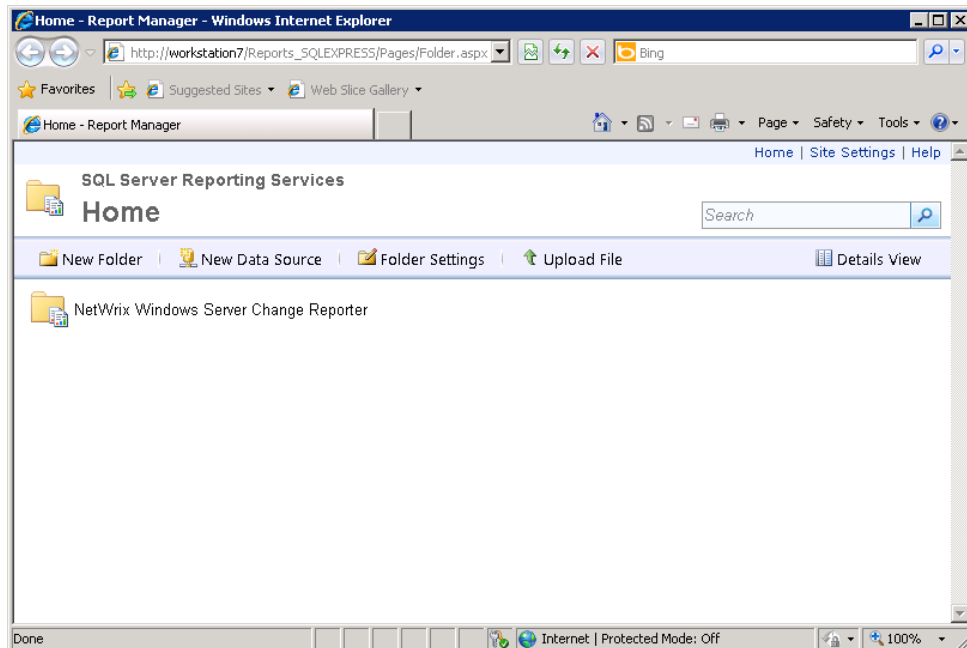 Home - Report Manager - Windows Internet Explorer
http://workstation7/Reports_SQLEXPRESS/Pages/Folder.aspx
Bing
Favorites Suggested Sites Web Slice Gallery
Home - Report Manager
Page Safety Tools
Home | Site Settings | Help
SQL Server Reporting Services
Home
Search
New Folder New Data Source Folder Settings Upload File Details View
NetWrix Windows Server Change Reporter
Done Internet | Protected Mode: Off 100%